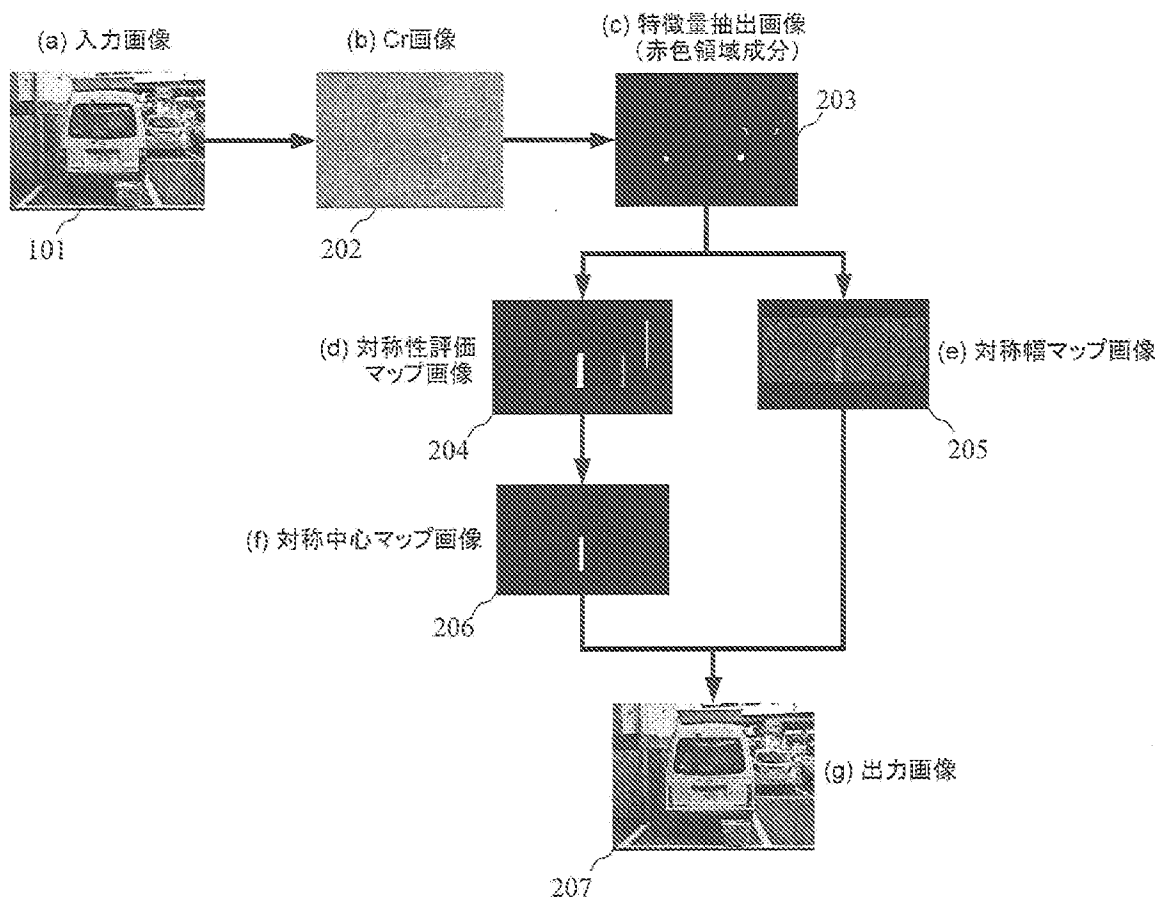 (a) 入力画像
(b) Cr画像
(c) 特徴量抽出画像
(赤色領域成分)
203
101
202
(d) 対称性評価
マップ画像
(e) 対称幅マップ画像
204
205
(f) 対称中心マップ画像
206
(g) 出力画像
207